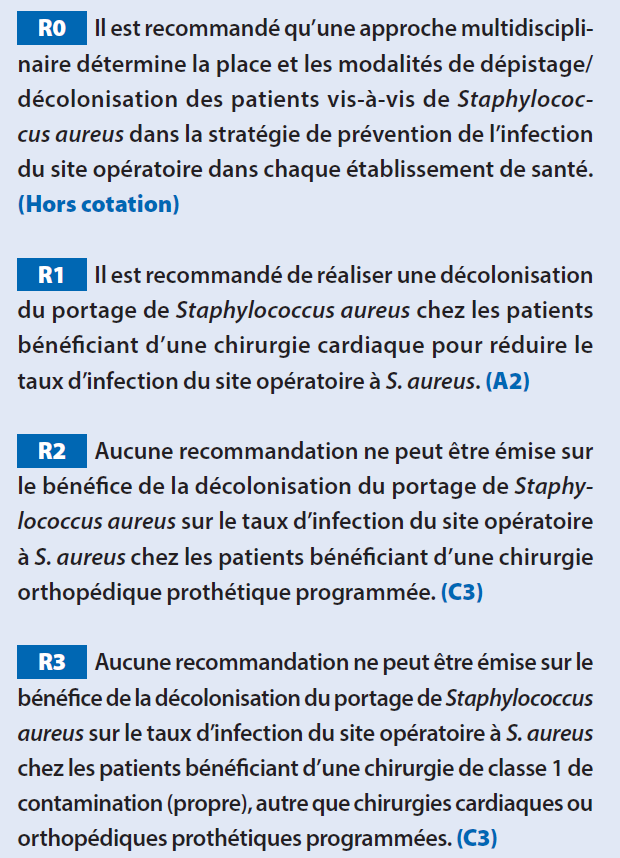 R0 Il est recommandé qu’une approche multidiscipli-
naire détermine la place et les modalités de dépistage/
décolonisation des patients vis-à-vis de Staphylococ-
cus aureus dans la stratégie de prévention de l’infection
du site opératoire dans chaque établissement de santé.
(Hors cotation)
R1 Il est recommandé de réaliser une décolonisation
du portage de Staphylococcus aureus chez les patients
bénéficiant d’une chirurgie cardiaque pour réduire le
taux d’infection du site opératoire à S. aureus. (A2)
R2 Aucune recommandation ne peut être émise sur
le bénéfice de la décolonisation du portage de Staphy-
lococcus aureus sur le taux d’infection du site opératoire
à S. aureus chez les patients bénéficiant d’une chirurgie
orthopédique prothétique programmée. (C3)
R3 Aucune recommandation ne peut être émise sur le
bénéfice de la décolonisation du portage de Staphylococcus
aureus sur le taux d’infection du site opératoire à S. aureus
chez les patients bénéficiant d’une chirurgie de classe 1 de
contamination (propre), autre que chirurgies cardiaques ou
orthopédiques prothétiques programmées. (C3)